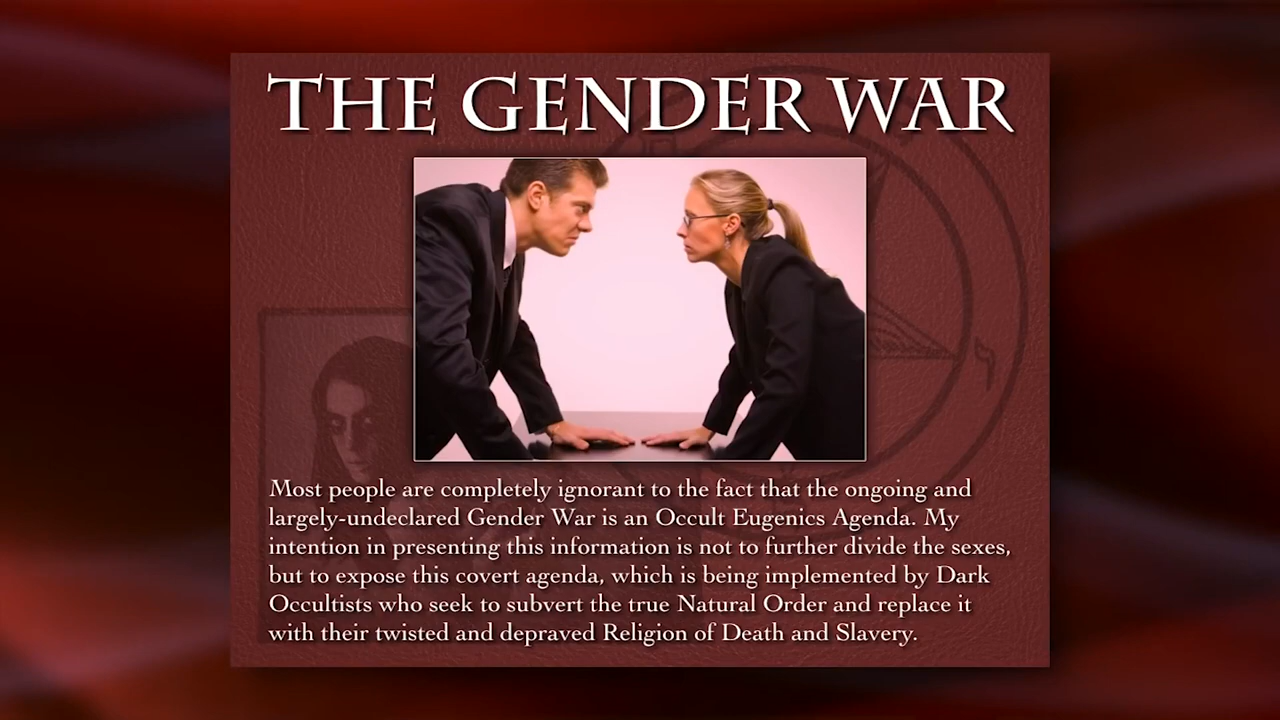 THE GENDER WAR
Most people are completely ignorant to the fact that the ongoing and
largely-undeclared Gender War is an Occult Eugenics Agenda. My
intention in presenting this information is not to further divide the sexes,
but to expose this covert agenda, which is being implemented by Dark
Occultists who seek to subvert the true Natural Order and replace it
with their twisted and depraved Religion of Death and Slavery.